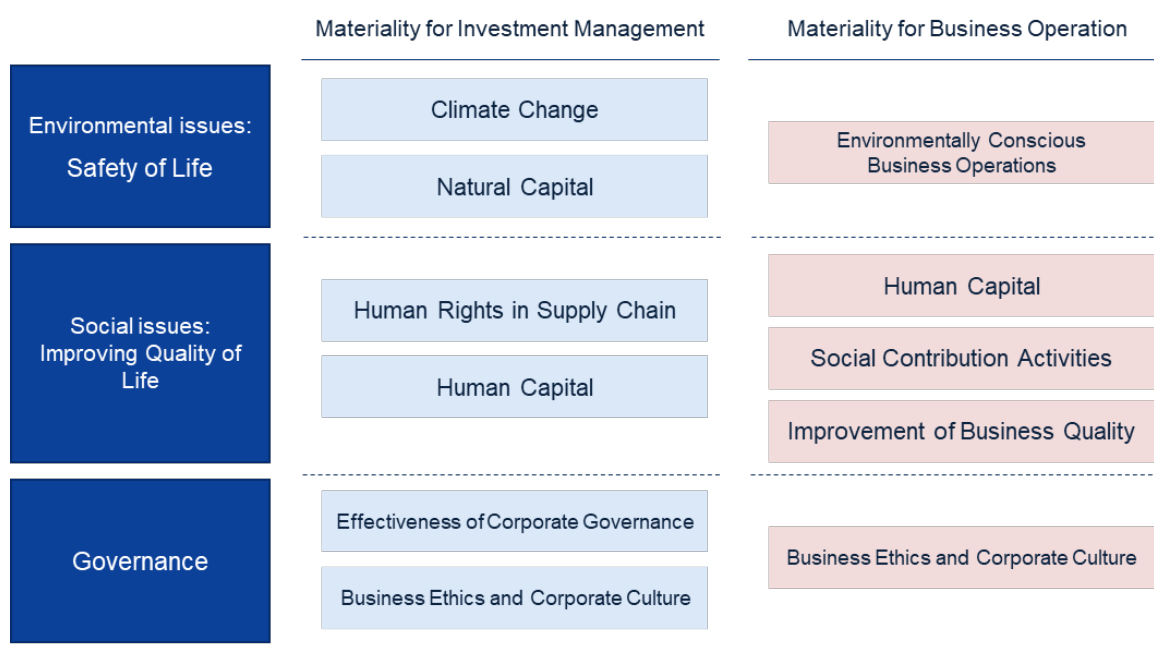 Materiality for Investment Management
Materiality for Business Operation
Environmental issues:
Safety of Life
Climate Change
Natural Capital
Environmentally Conscious
Business Operations
Social issues:
Improving Quality of
Life
Human Rights in Supply Chain
Human Capital
Human Capital
Social Contribution Activities
Improvement of Business Quality
Governance
Effectiveness of Corporate Governance
Business Ethics and Corporate Culture
Business Ethics and Corporate Culture